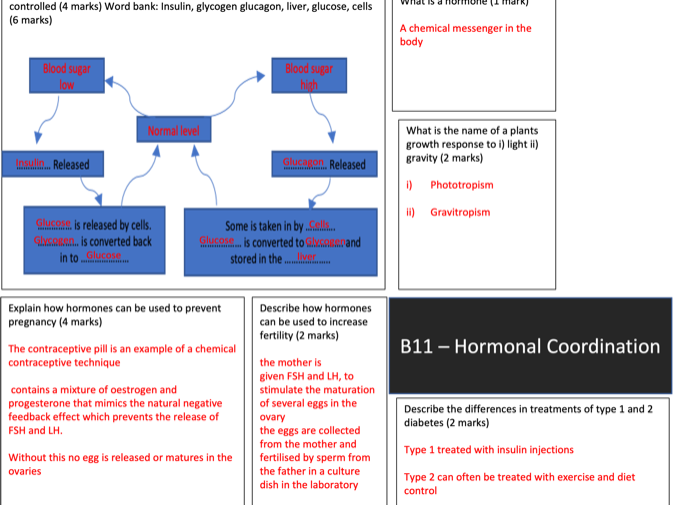 controlled (4 marks) Word bank: Insulin, glycogen glucagon, liver, glucose, cells
(6 marks)
Blood sugar
low
Blood sugar
high
Normal level
Insulin... Released
Glucagon Released
Glucose. is released by cells.
Glycogen.. is converted back
in to ..Glucose...
Some is taken in by ..Cells...
Glucose.... is converted to Glycogen and
stored in the .....liver......
What is a hormone (1 mark)
A chemical messenger in the
body
What is the name of a plants
growth response to i) light ii)
gravity (2 marks)
i) Phototropism
ii) Gravitropism
Explain how hormones can be used to prevent
pregnancy (4 marks)
The contraceptive pill is an example of a chemical
contraceptive technique
contains a mixture of oestrogen and
progesterone that mimics the natural negative
feedback effect which prevents the release of
FSH and LH.
Without this no egg is released or matures in the
ovaries
Describe how hormones
can be used to increase
fertility (2 marks)
the mother is
given FSH and LH, to
stimulate the maturation
of several eggs in the
ovary
the eggs are collected
from the mother and
fertilised by sperm from
the father in a culture
dish in the laboratory
B11 – Hormonal Coordination
Describe the differences in treatments of type 1 and 2
diabetes (2 marks)
Type 1 treated with insulin injections
Type 2 can often be treated with exercise and diet
control